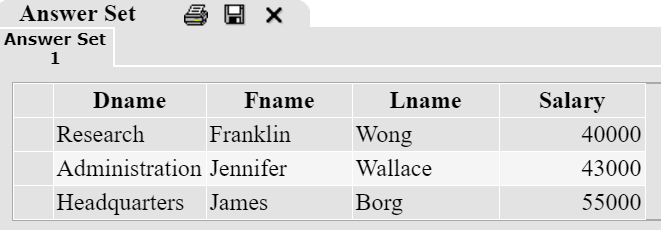 Answer Set
Answer Set
1
Dname Fname Lname Salary
Research Franklin Wong 40000
Administration Jennifer Wallace 43000
Headquarters James Borg 55000